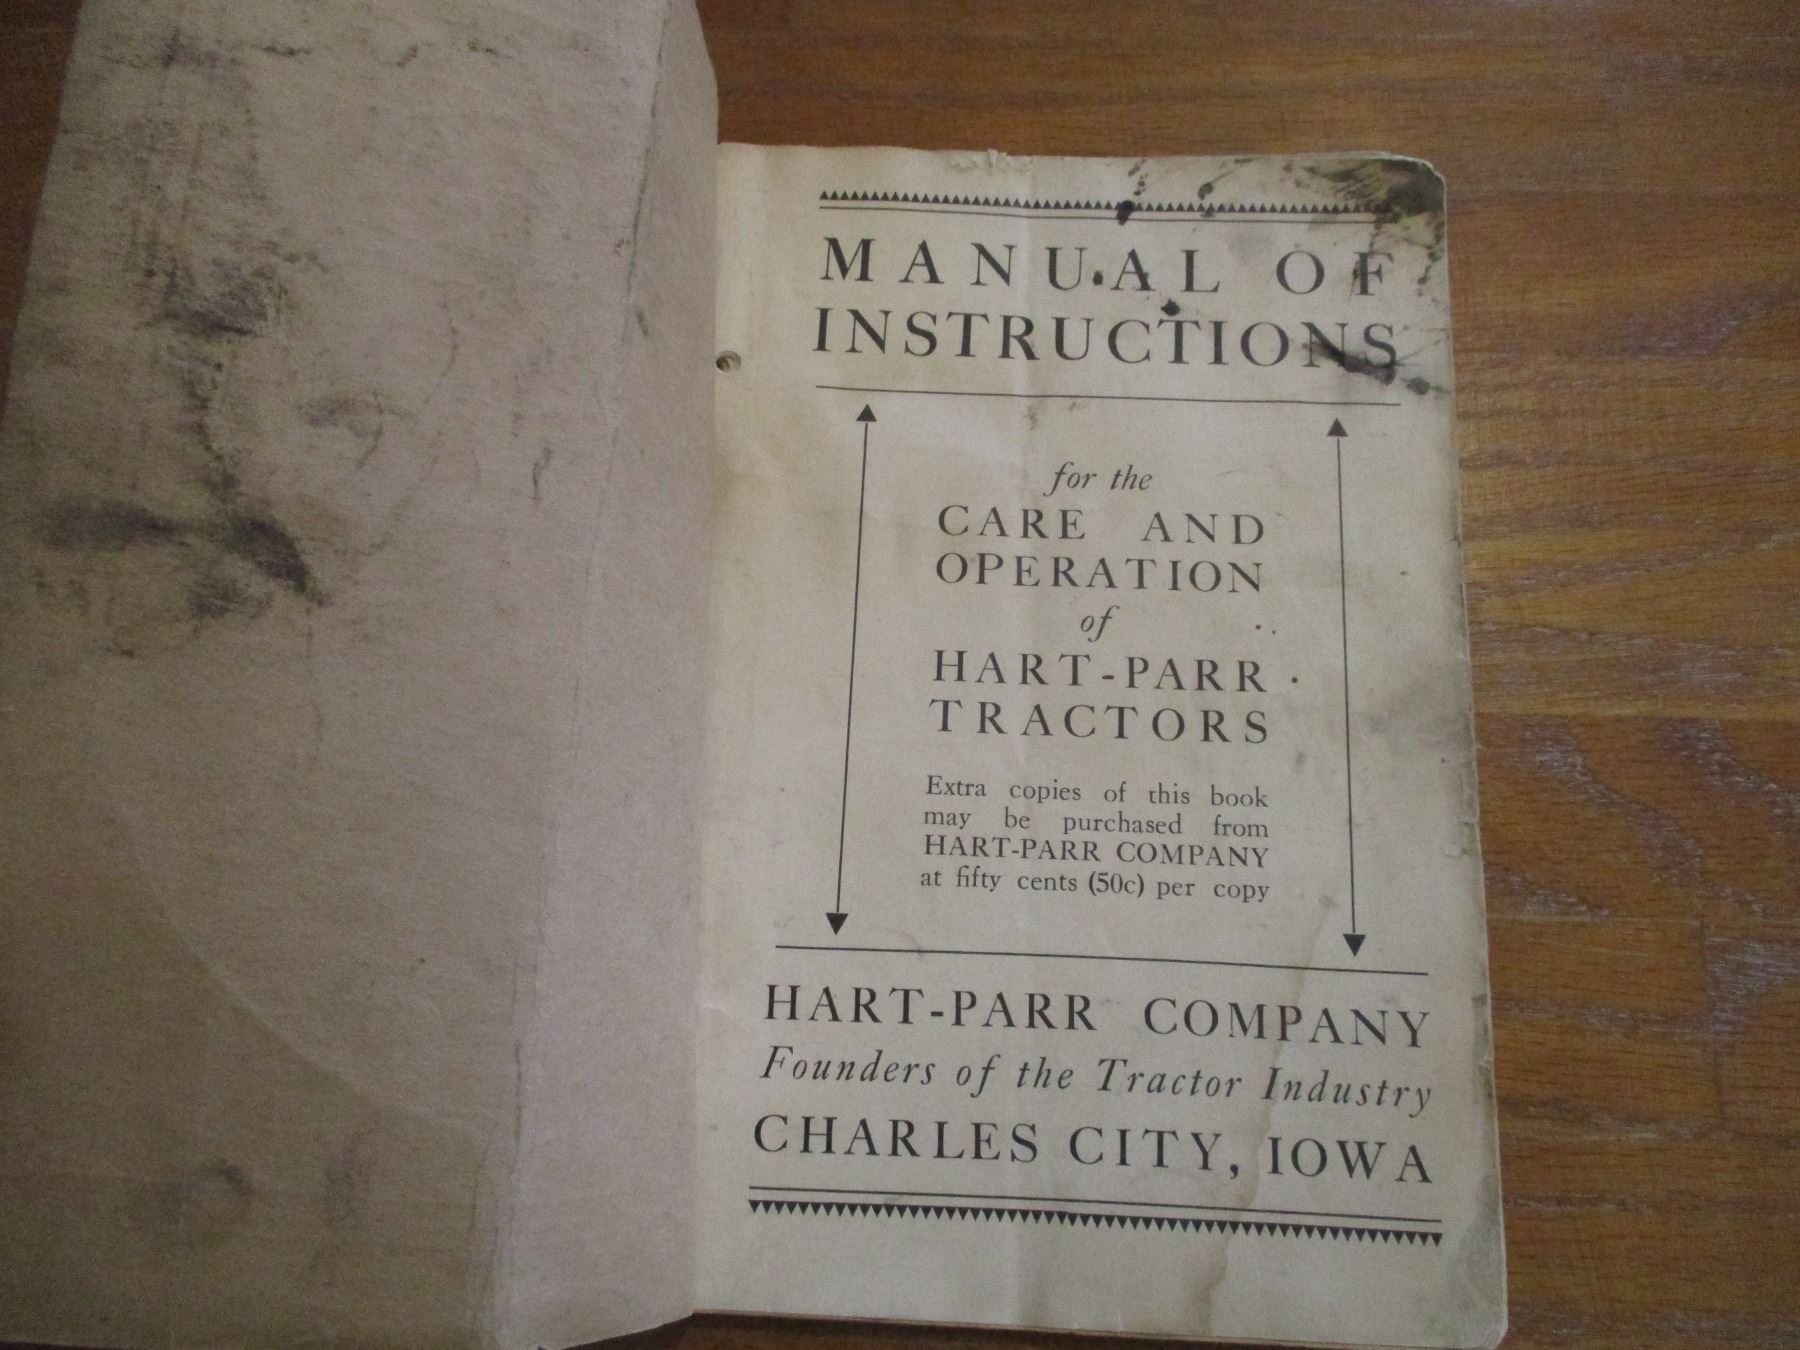 MANUAL OF
INSTRUCTIONS
for the
CARE AND
OPERATION
of
HART-PARR
TRACTORS
Extra copies of this book
may be purchased from
HART-PARR COMPANY
at fifty cents (50c) per copy
HART-PARR COMPANY
Founders of the Tractor Industry
CHARLES CITY, IOWA